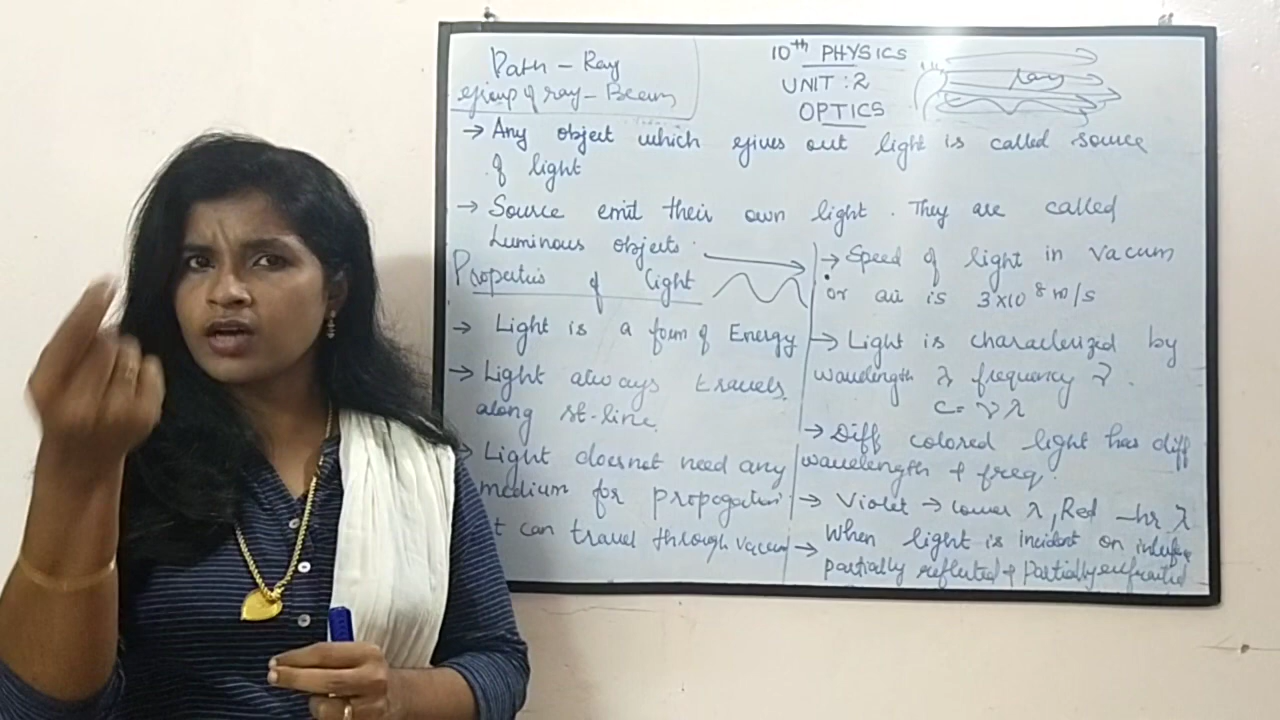 Path - Ray
group of ray - Beam
10th PHYSICS
UNIT : 2
OPTICS
ray
→ Any object which gives out light is called source
of light
→ Source emit their own light. They are called
Luminous objects.
Properties of light
→ Light is a form of Energy
→ Light always travels
along st-line.
→ Light doesnot need any
medium for propogation.
t can travel through vacuum
→ Speed of light in vacum
or air is 3×10⁸ m/s
→ Light is characterized by
wavelength λ frequency ν.
c = ν λ
→ Diff colored light has diff
wavelength & freq.
→ Violet → lower λ, Red - hr λ
→ When light is incident on
partially reflected & Partially refracted